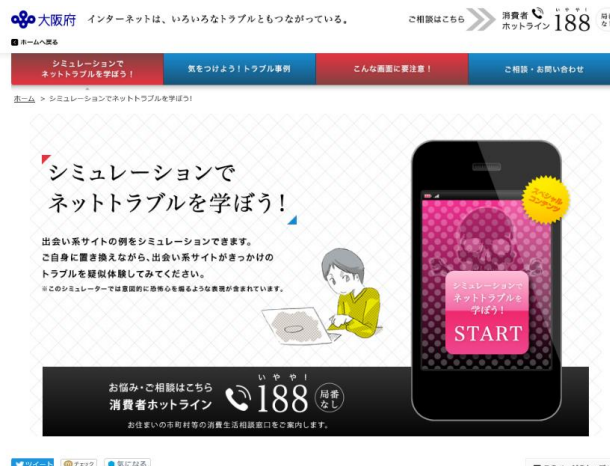 大阪府 インターネットは、いろいろなトラブルともつながっている。
ご相談はこちら
消費者
ホットライン
いやや！
188
ホームへ戻る
シミュレーションで
ネットトラブルを学ぼう！
気をつけよう！トラブル事例
こんな画面に要注意！
ご相談・お問い合わせ
ホーム > シミュレーションでネットトラブルを学ぼう!
シミュレーションで
ネットトラブルを学ぼう！
出会い系サイトの例をシミュレーションできます。
ご自身に置き換えながら、出会い系サイトがきっかけの
トラブルを疑似体験してみてください。
※このシミュレーターでは意図的に恐怖心を煽るような表現が含まれています。
スペシャル
コンテンツ
シミュレーションで
ネットトラブルを
学ぼう！
START
お悩み・ご相談はこちら
消費者ホットライン
いやや！
188
局番
なし
お住まいの市町村等の消費生活相談窓口をご案内します。
ツイート
チェック
気になる